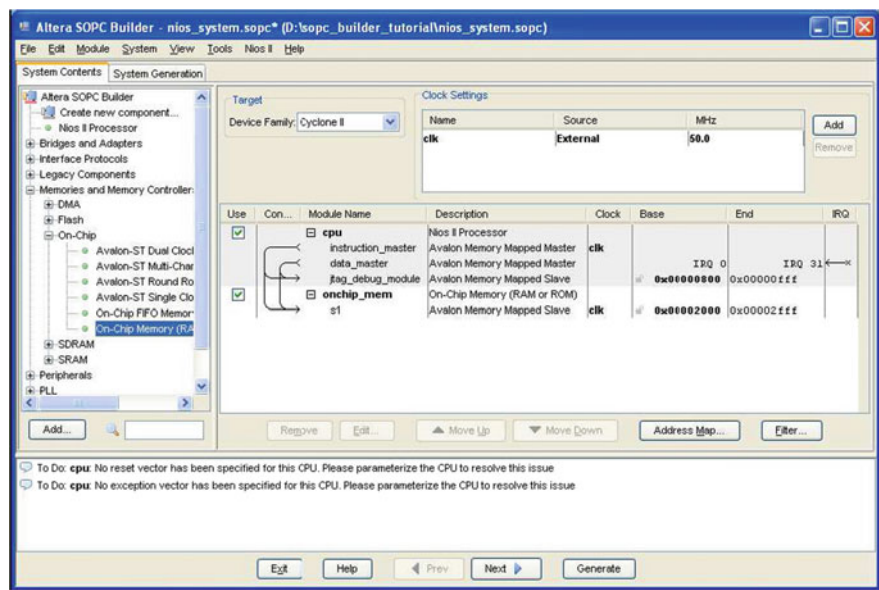 Altera SOPC Builder - nios_system.sopc* (D:\sopc_builder_tutorial\nios_system.sopc)
File Edit Module System View Tools Nios II Help
System Contents System Generation
Altera SOPC Builder
Create new component...
Nios II Processor
Bridges and Adapters
Interface Protocols
Legacy Components
Memories and Memory Controller
DMA
Flash
On-Chip
Avalon-ST Dual Clocl
Avalon-ST Multi-Char
Avalon-ST Round Ro
Avalon-ST Single Clo
On-Chip FIFO Memor
On-Chip Memory (RA
SDRAM
SRAM
Peripherals
PLL
Add...
Target
Device Family: Cyclone II
Clock Settings
Name Source MHz
clk External 50.0
Add
Remove
Use Con... Module Name Description Clock Base End IRQ
cpu Nios II Processor
instruction_master Avalon Memory Mapped Master clk
data_master Avalon Memory Mapped Master IRQ 0 IRQ 31
jtag_debug_module Avalon Memory Mapped Slave 0x00000800 0x00000fff
onchip_mem On-Chip Memory (RAM or ROM)
s1 Avalon Memory Mapped Slave clk 0x00002000 0x00002fff
Remove Edit... Move Up Move Down Address Map... Filter...
To Do: cpu: No reset vector has been specified for this CPU. Please parameterize the CPU to resolve this issue
To Do: cpu: No exception vector has been specified for this CPU. Please parameterize the CPU to resolve this issue
Exit Help Prev Next Generate